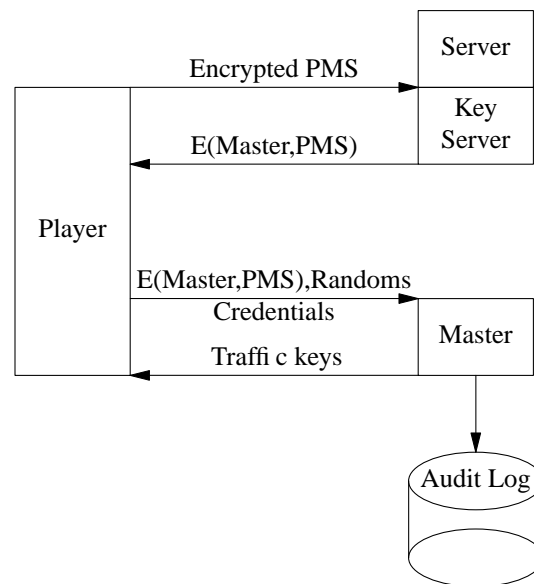 Server
Encrypted PMS
Key
Server
E(Master,PMS)
Player
E(Master,PMS),Randoms
Credentials
Master
Traffi c keys
Audit Log